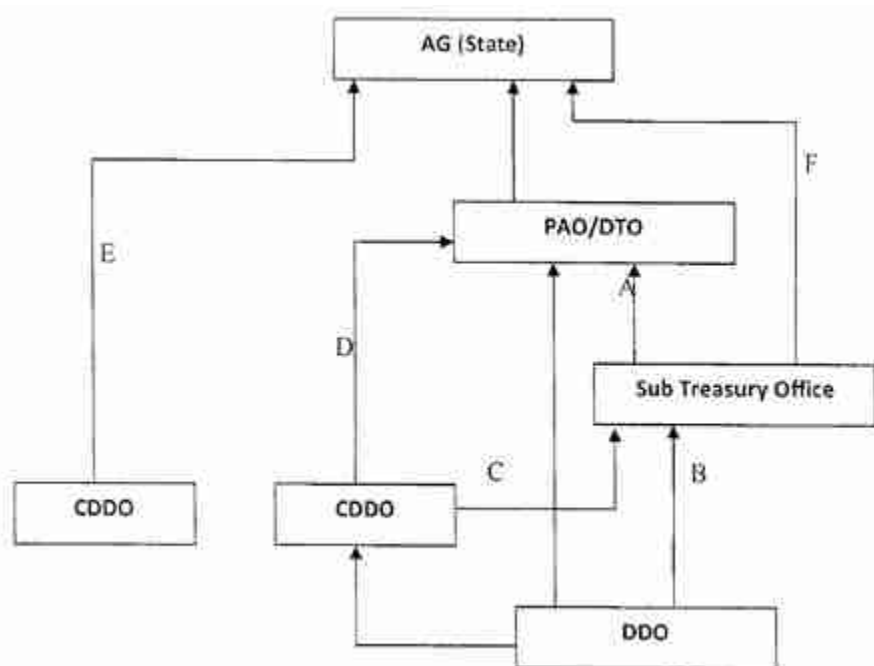 AG (State)
F
PAO/DTO
E
A
D
Sub Treasury Office
C
B
CDDO
CDDO
DDO